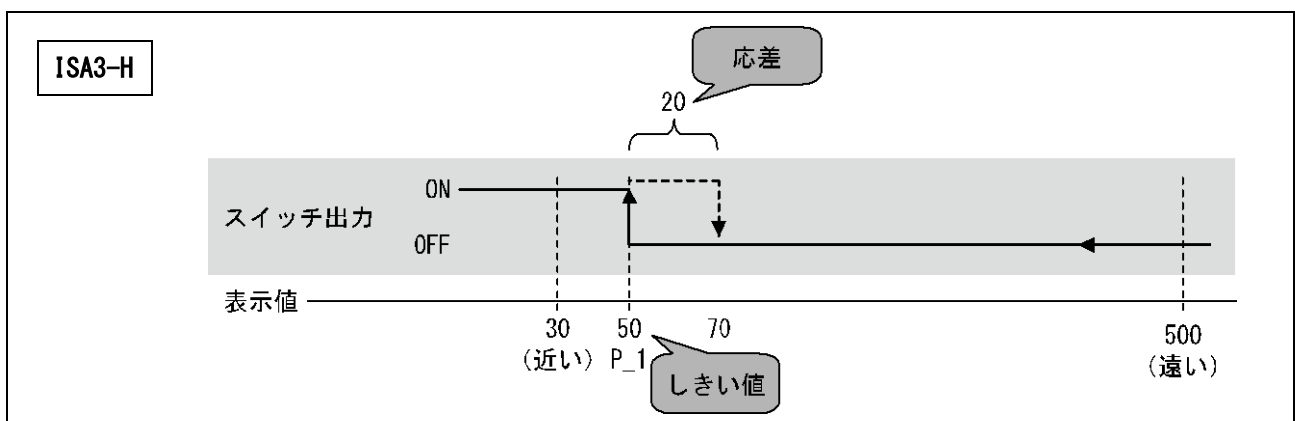 ISA3-H
応差
20
ON
スイッチ出力
OFF
表示値
30 50 70 500
(近い) P_1 (遠い)
しきい値